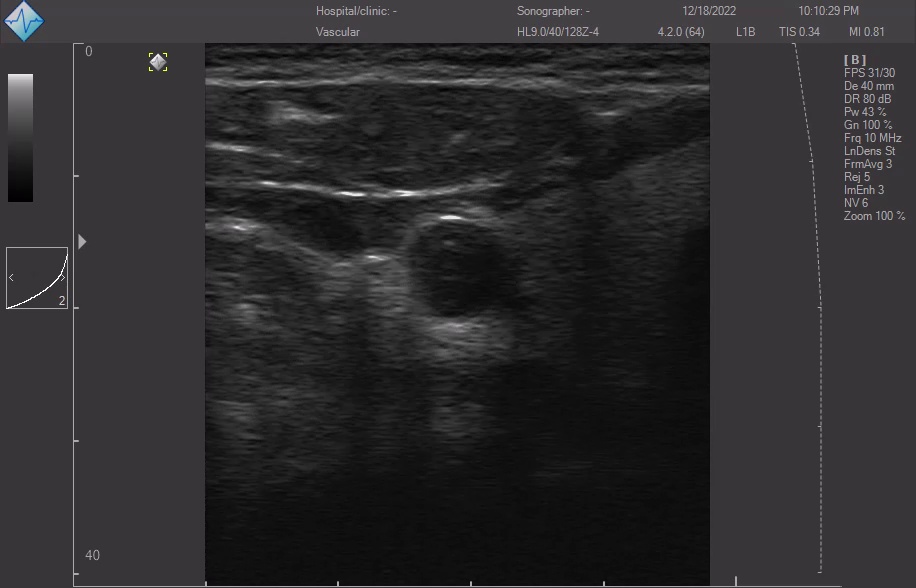 Hospital/clinic: - Sonographer: - 12/18/2022 10:10:29 PM
Vascular HL9.0/40/128Z-4 4.2.0 (64) L1B TIS 0.34 MI 0.81
0
[ B ]
FPS 31/30
De 40 mm
DR 80 dB
Pw 43 %
Gn 100 %
Frq 10 MHz
LnDens St
FrmAvg 3
Rej 5
ImEnh 3
NV 6
Zoom 100 %
2
40